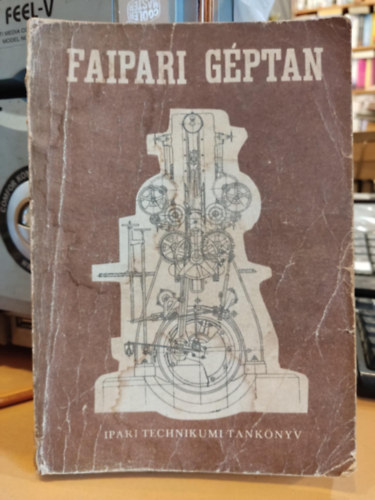 FEEL-V
FAIPARI GÉPTAN
IPARI TECHNIKUMI TANKÖNYV